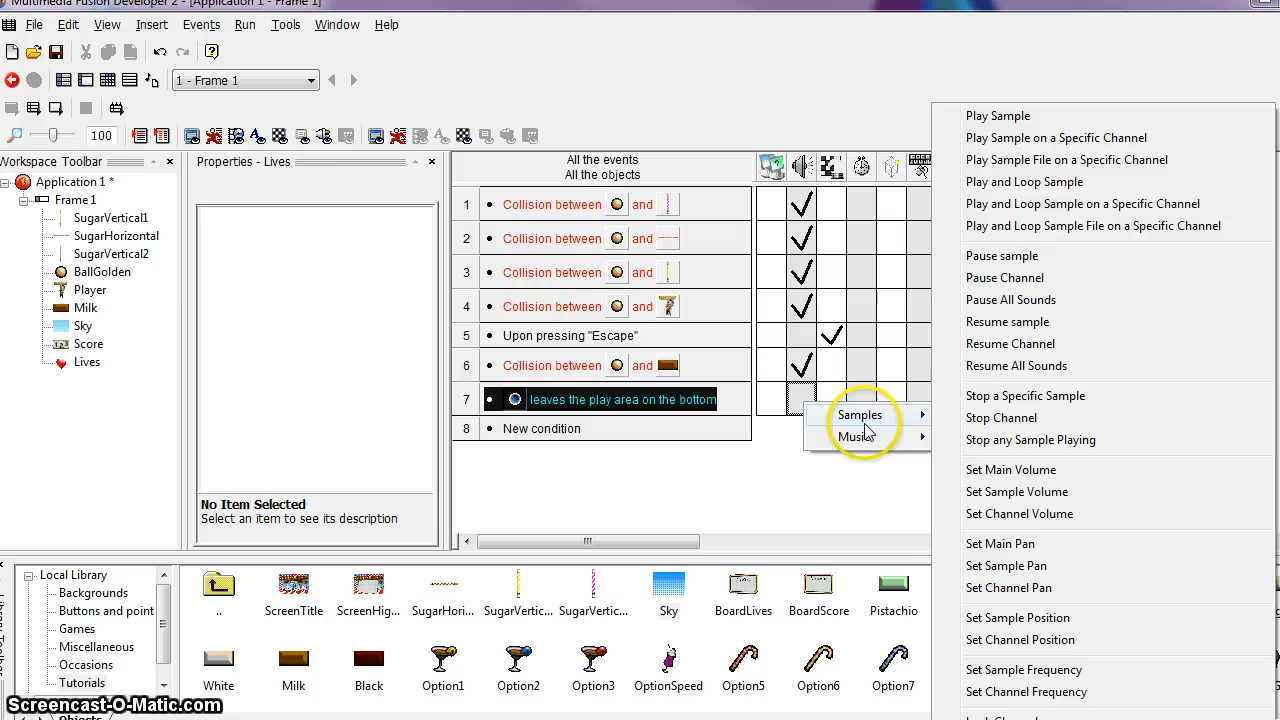 Multimedia Fusion Developer 2 - [Application 1 - Frame 1]
File Edit View Insert Events Run Tools Window Help
1 - Frame 1
100
Workspace Toolbar
Application 1 *
Frame 1
SugarVertical1
SugarHorizontal
SugarVertical2
BallGolden
Player
Milk
Sky
Score
Lives
Properties - Lives
No Item Selected
Select an item to see its description
All the events
All the objects
1 • Collision between and
2 • Collision between and
3 • Collision between and
4 • Collision between and
5 • Upon pressing "Escape"
6 • Collision between and
7 • leaves the play area on the bottom
8 • New condition
Samples
Music
Play Sample
Play Sample on a Specific Channel
Play Sample File on a Specific Channel
Play and Loop Sample
Play and Loop Sample on a Specific Channel
Play and Loop Sample File on a Specific Channel
Pause sample
Pause Channel
Pause All Sounds
Resume sample
Resume Channel
Resume All Sounds
Stop a Specific Sample
Stop Channel
Stop any Sample Playing
Set Main Volume
Set Sample Volume
Set Channel Volume
Set Main Pan
Set Sample Pan
Set Channel Pan
Set Sample Position
Set Channel Position
Set Sample Frequency
Set Channel Frequency
Local Library
Backgrounds
Buttons and point
Games
Miscellaneous
Occasions
Tutorials
.. ScreenTitle ScreenHig... SugarHori... SugarVertic... SugarVertic... Sky BoardLives BoardScore Pistachio
White Milk Black Option1 Option2 Option3 OptionSpeed Option5 Option6 Option7
Screencast-O-Matic.com